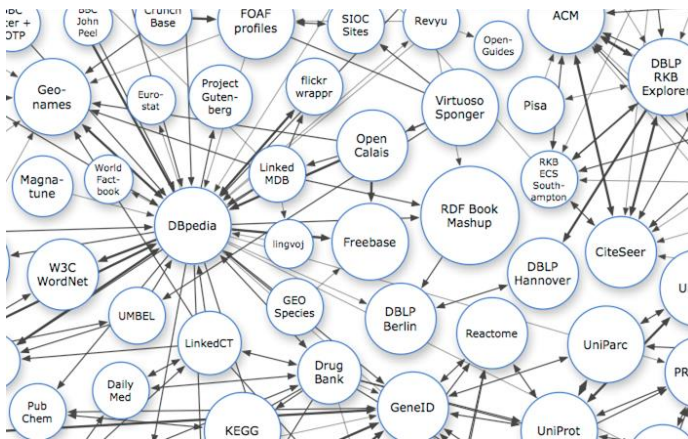 BBC
John
Peel
Crunch
Base
FOAF
profiles
SIOC
Sites
Revyu
Open-
Guides
ACM
DBLP
RKB
Explorer
Geo-
names
Euro-
stat
Project
Guten-
berg
flickr
wrappr
Virtuoso
Sponger
Pisa
Open
Calais
RKB
ECS
South-
ampton
Magna-
tune
World
Fact-
book
Linked
MDB
DBpedia
lingvoj
Freebase
RDF Book
Mashup
CiteSeer
W3C
WordNet
DBLP
Hannover
UMBEL
GEO
Species
DBLP
Berlin
Reactome
LinkedCT
UniParc
Drug
Bank
Daily
Med
Pub
Chem
KEGG
GeneID
UniProt